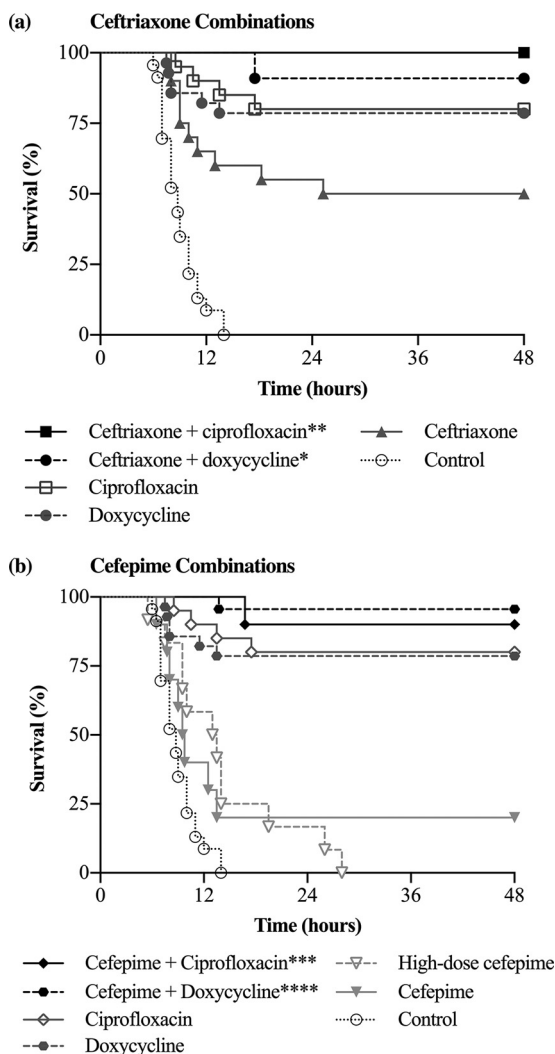 (a) Ceftriaxone Combinations
100
75
50
25
0
Survival (%)
0 12 24 36 48
Time (hours)
Ceftriaxone + ciprofloxacin** Ceftriaxone
Ceftriaxone + doxycycline* Control
Ciprofloxacin
Doxycycline
(b) Cefepime Combinations
100
75
50
25
0
Survival (%)
0 12 24 36 48
Time (hours)
Cefepime + Ciprofloxacin*** High-dose cefepime
Cefepime + Doxycycline**** Cefepime
Ciprofloxacin Control
Doxycycline